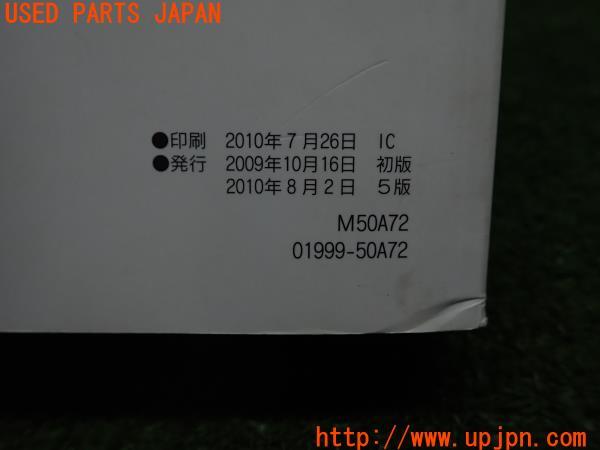 USED PARTS JAPAN
●印刷 2010年7月26日 IC
●発行 2009年10月16日 初版
2010年8月2日 5版
M50A72
01999-50A72
http://www.upjpn.com